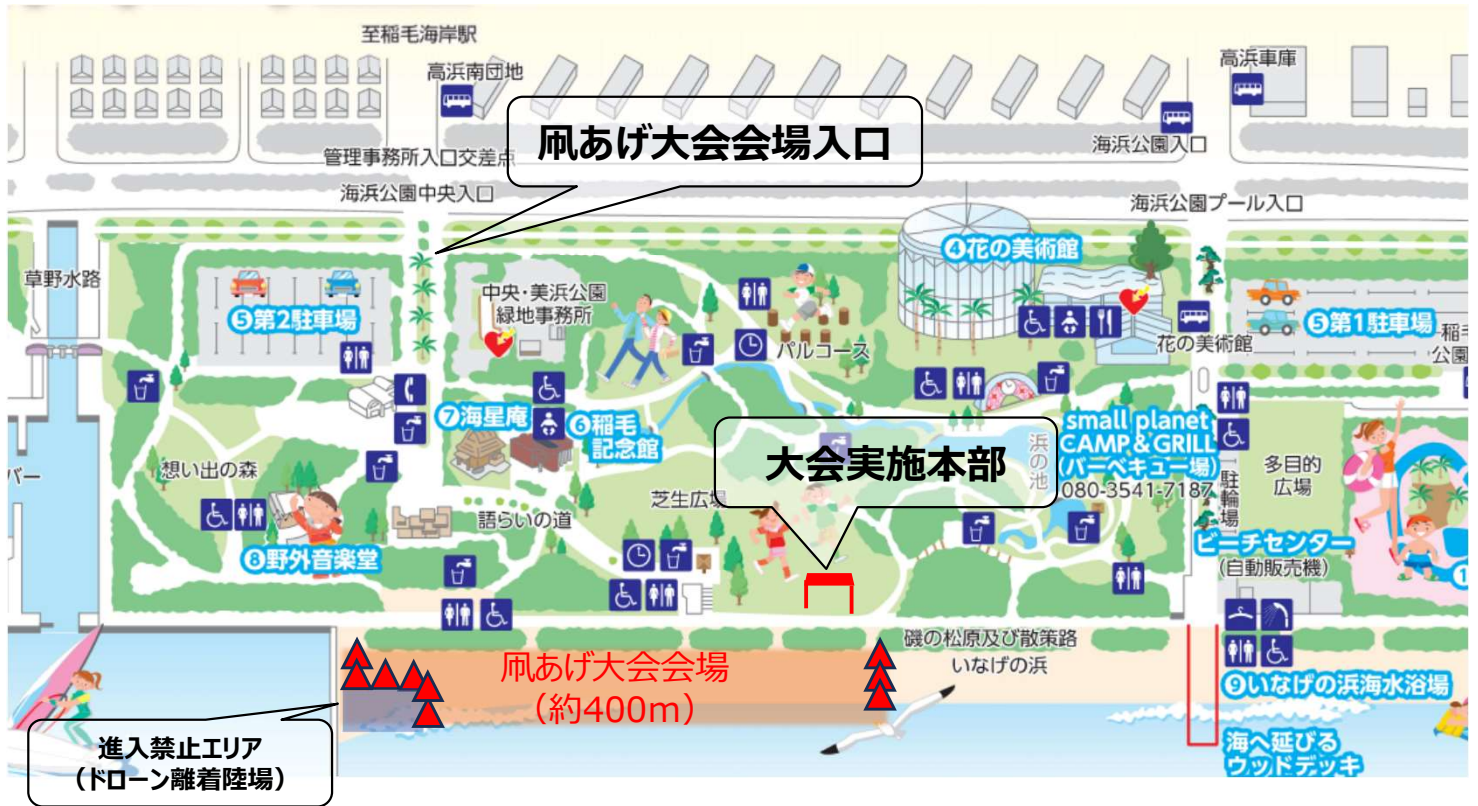 至稲毛海岸駅
高浜南団地
高浜車庫
凧あげ大会会場入口
海浜公園入口
管理事務所入口交差点
海浜公園中央入口
海浜公園プール入口
草野水路
④花の美術館
中央・美浜公園
緑地事務所
⑤第2駐車場
⑤第1駐車場
パルコース
花の美術館
稲毛
公園
⑦海星庵
⑥稲毛
記念館
small planet
CAMP & GRILL
(バーベキュー場)
080-3541-7187
大会実施本部
浜の池
駐輪場
多目的
広場
バー
想い出の森
芝生広場
語らいの道
⑧野外音楽堂
ビーチセンター
(自動販売機)
①
磯の松原及び散策路
いなげの浜
凧あげ大会会場
（約400m）
⑨いなげの浜海水浴場
進入禁止エリア
（ドローン離着陸場）
海へ延びる
ウッドデッキ